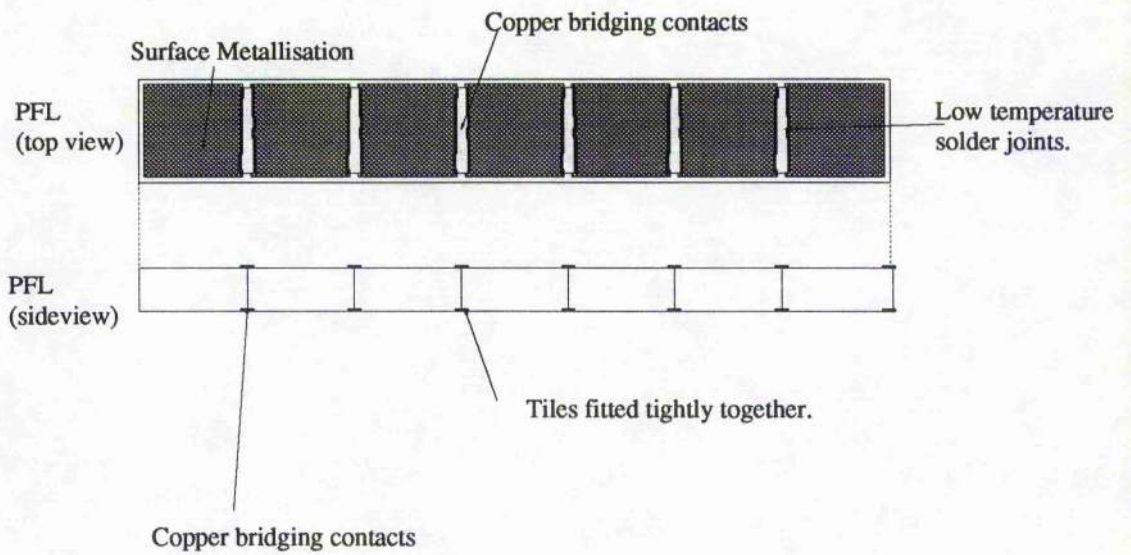 Copper bridging contacts
Surface Metallisation
PFL
(top view)
Low temperature
solder joints.
PFL
(sideview)
Tiles fitted tightly together.
Copper bridging contacts